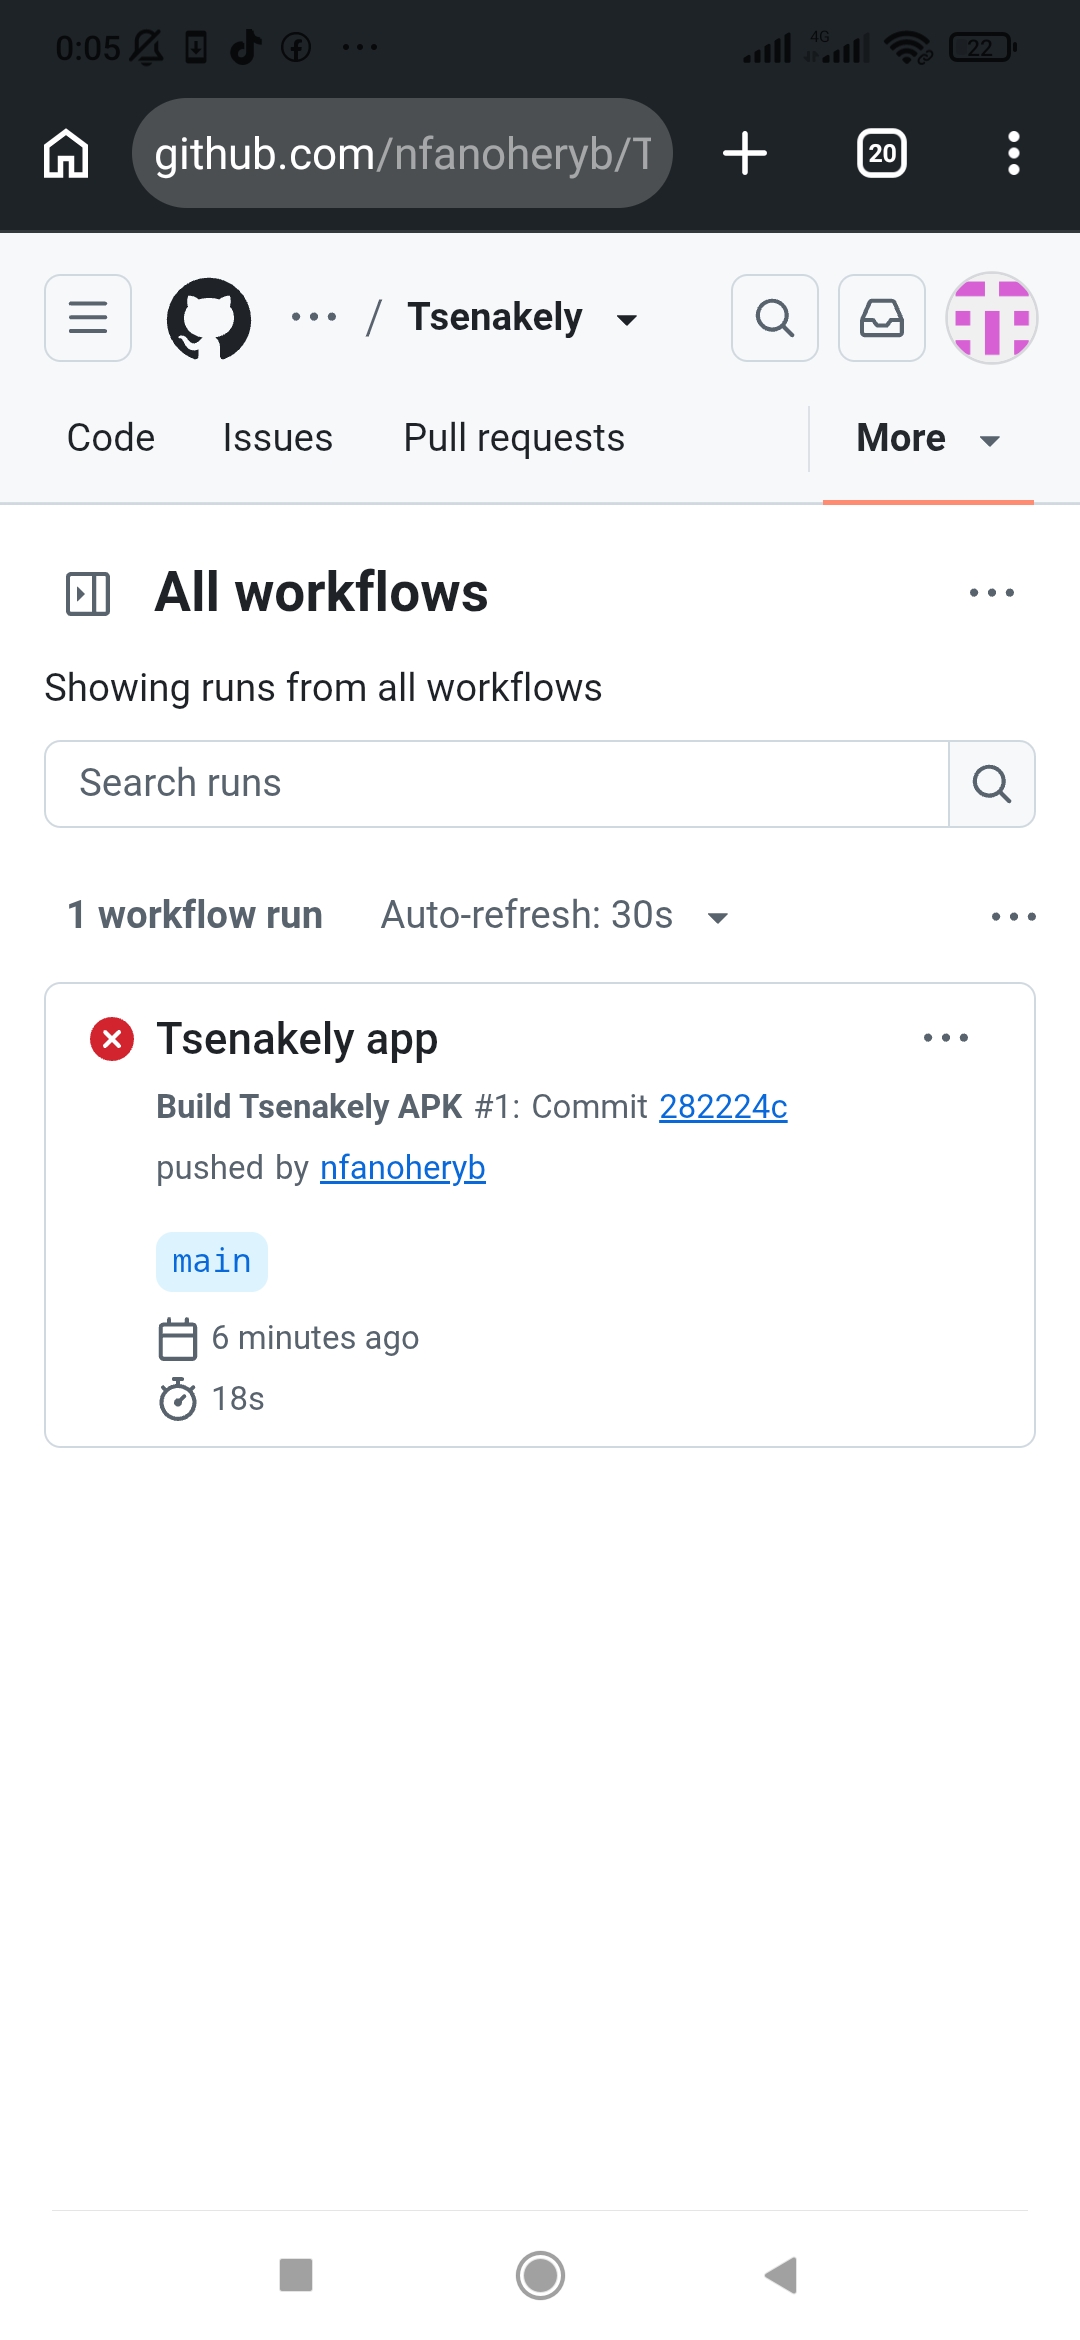 0:05
4G
22
github.com/nfanoheryb/T
20
/ Tsenakely
Code Issues Pull requests More
All workflows
Showing runs from all workflows
Search runs
1 workflow run Auto-refresh: 30s
Tsenakely app
Build Tsenakely APK #1: Commit 282224c
pushed by nfanoheryb
main
6 minutes ago
18s